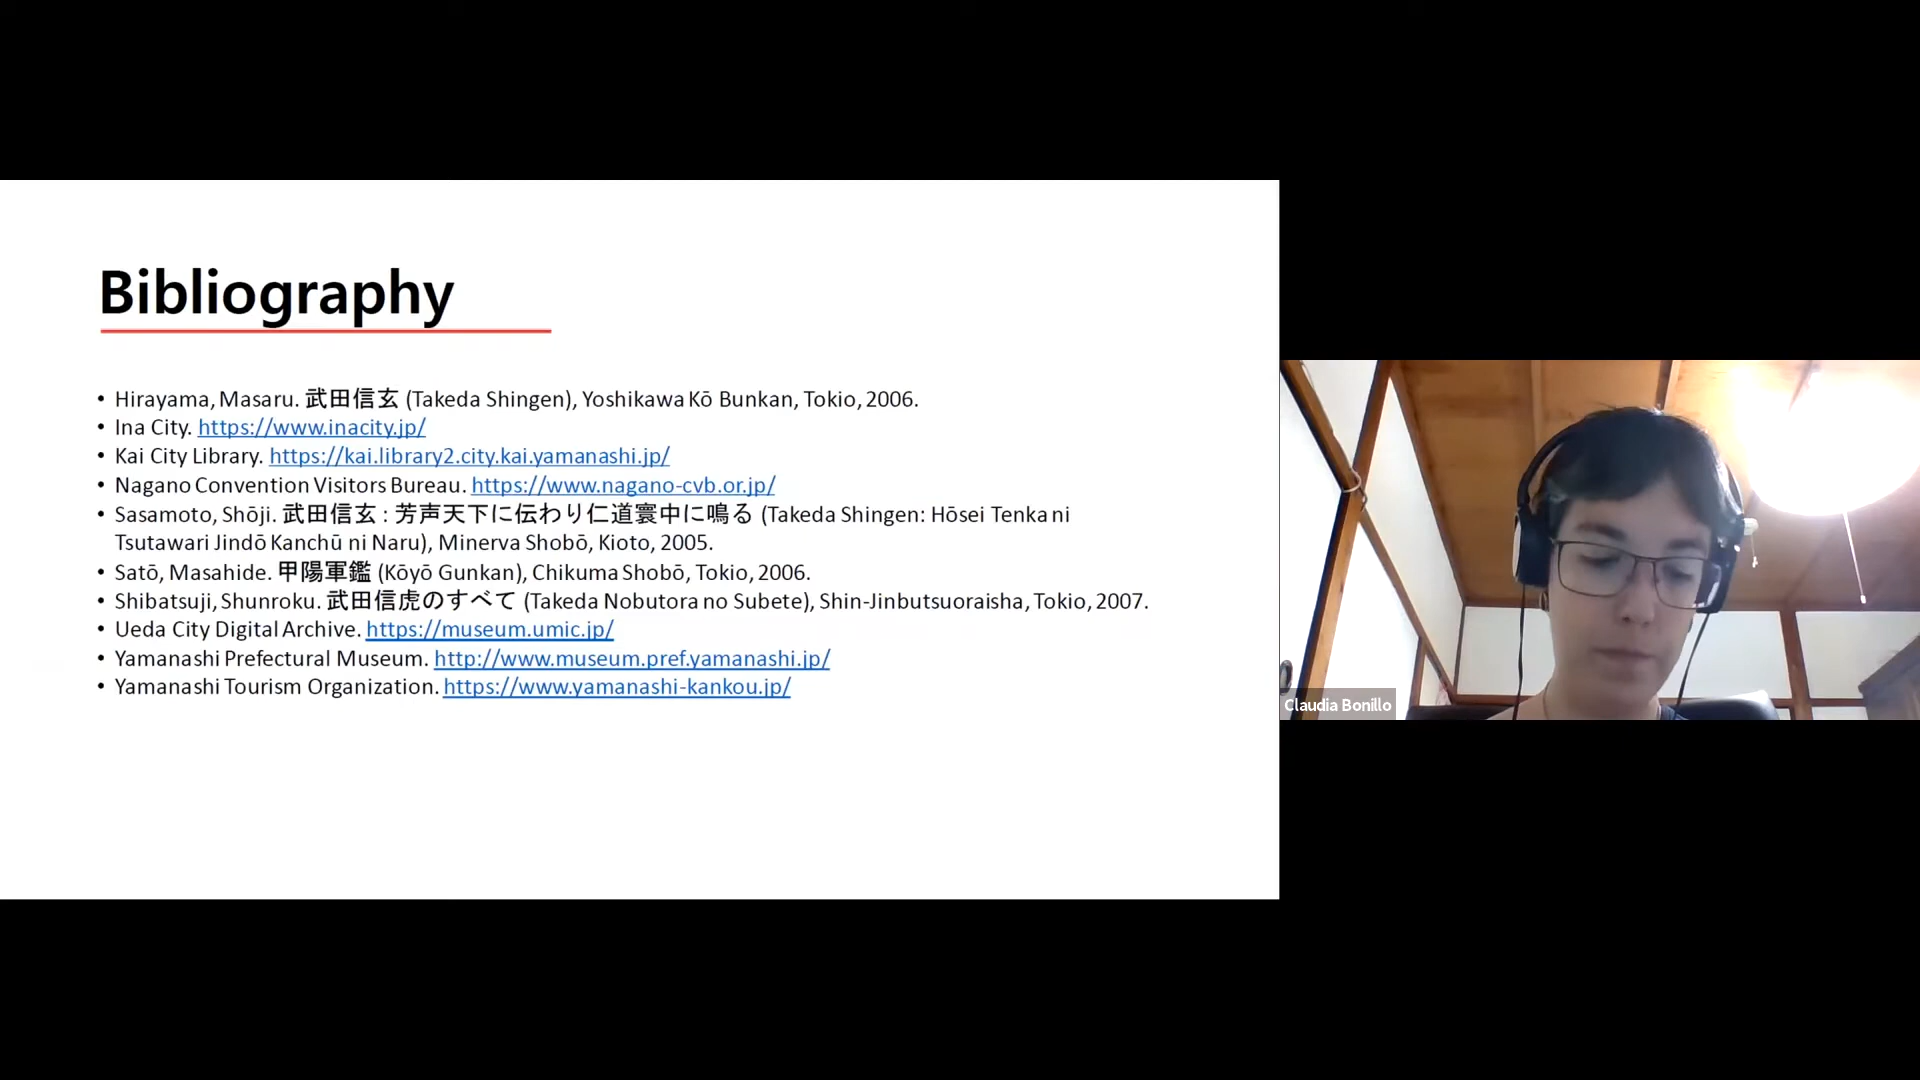 Bibliography
• Hirayama, Masaru. 武田信玄 (Takeda Shingen), Yoshikawa Kō Bunkan, Tokio, 2006.
• Ina City. https://www.inacity.jp/
• Kai City Library. https://kai.library2.city.kai.yamanashi.jp/
• Nagano Convention Visitors Bureau. https://www.nagano-cvb.or.jp/
• Sasamoto, Shōji. 武田信玄 : 芳声天下に伝わり仁道寰中に鳴る (Takeda Shingen: Hōsei Tenka ni
Tsutawari Jindō Kanchū ni Naru), Minerva Shobō, Kioto, 2005.
• Satō, Masahide. 甲陽軍鑑 (Kōyō Gunkan), Chikuma Shobō, Tokio, 2006.
• Shibatsuji, Shunroku. 武田信虎のすべて (Takeda Nobutora no Subete), Shin-Jinbutsuoraisha, Tokio, 2007.
• Ueda City Digital Archive. https://museum.umic.jp/
• Yamanashi Prefectural Museum. http://www.museum.pref.yamanashi.jp/
• Yamanashi Tourism Organization. https://www.yamanashi-kankou.jp/
Claudia Bonillo